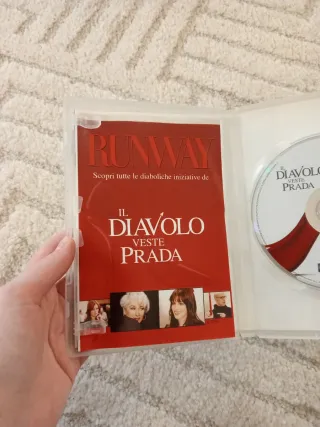 RUNWAY
Scopri tutte le diaboliche iniziative de
IL
DIAVOLO
VESTE
PRADA
IL
DIAVOLO
VESTE
PRADA